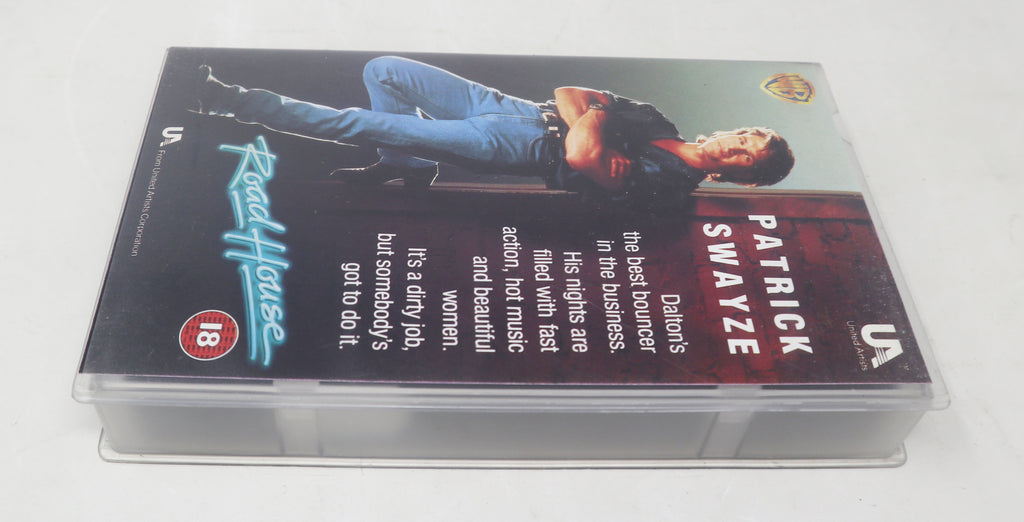 WB
UA
United Artists
PATRICK
SWAYZE
Dalton's
the best bouncer
in the business.
His nights are
filled with fast
action, hot music
and beautiful
women.
It's a dirty job,
but somebody's
got to do it.
Road House
18
UA
From United Artists Corporation